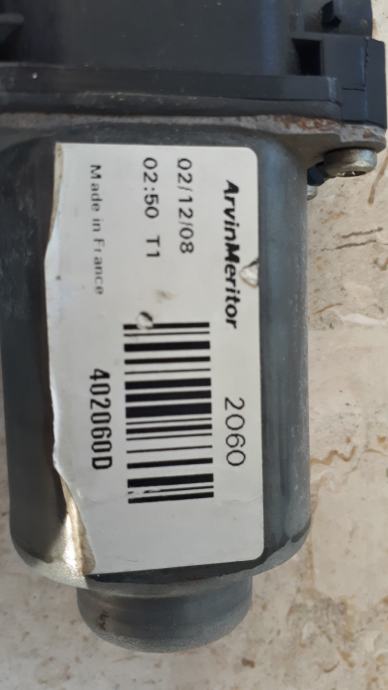 ArvinMeritor 2060
02/12/08
02:50 T1
402060D
Made in France